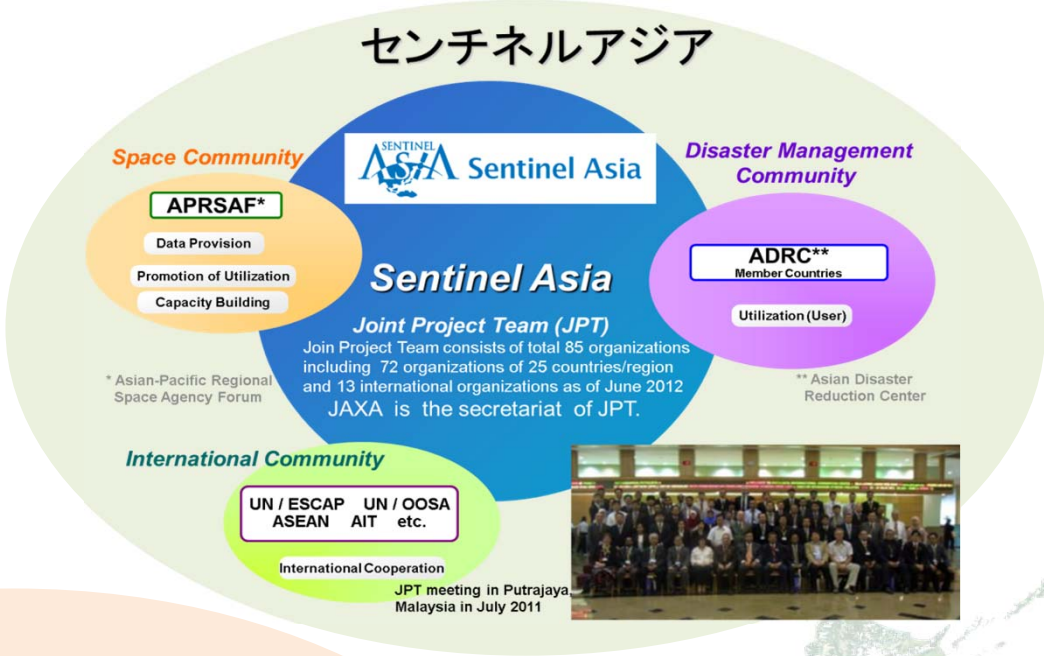 センチネルアジア
SENTINEL
ASIA
Sentinel Asia
Space Community
APRSAF*
Data Provision
Promotion of Utilization
Capacity Building
* Asian-Pacific Regional
Space Agency Forum
Disaster Management
Community
ADRC**
Member Countries
Utilization (User)
** Asian Disaster
Reduction Center
Sentinel Asia
Joint Project Team (JPT)
Join Project Team consists of total 85 organizations
including 72 organizations of 25 countries/region
and 13 international organizations as of June 2012
JAXA is the secretariat of JPT.
International Community
UN / ESCAP UN / OOSA
ASEAN AIT etc.
International Cooperation
JPT meeting in Putrajaya,
Malaysia in July 2011